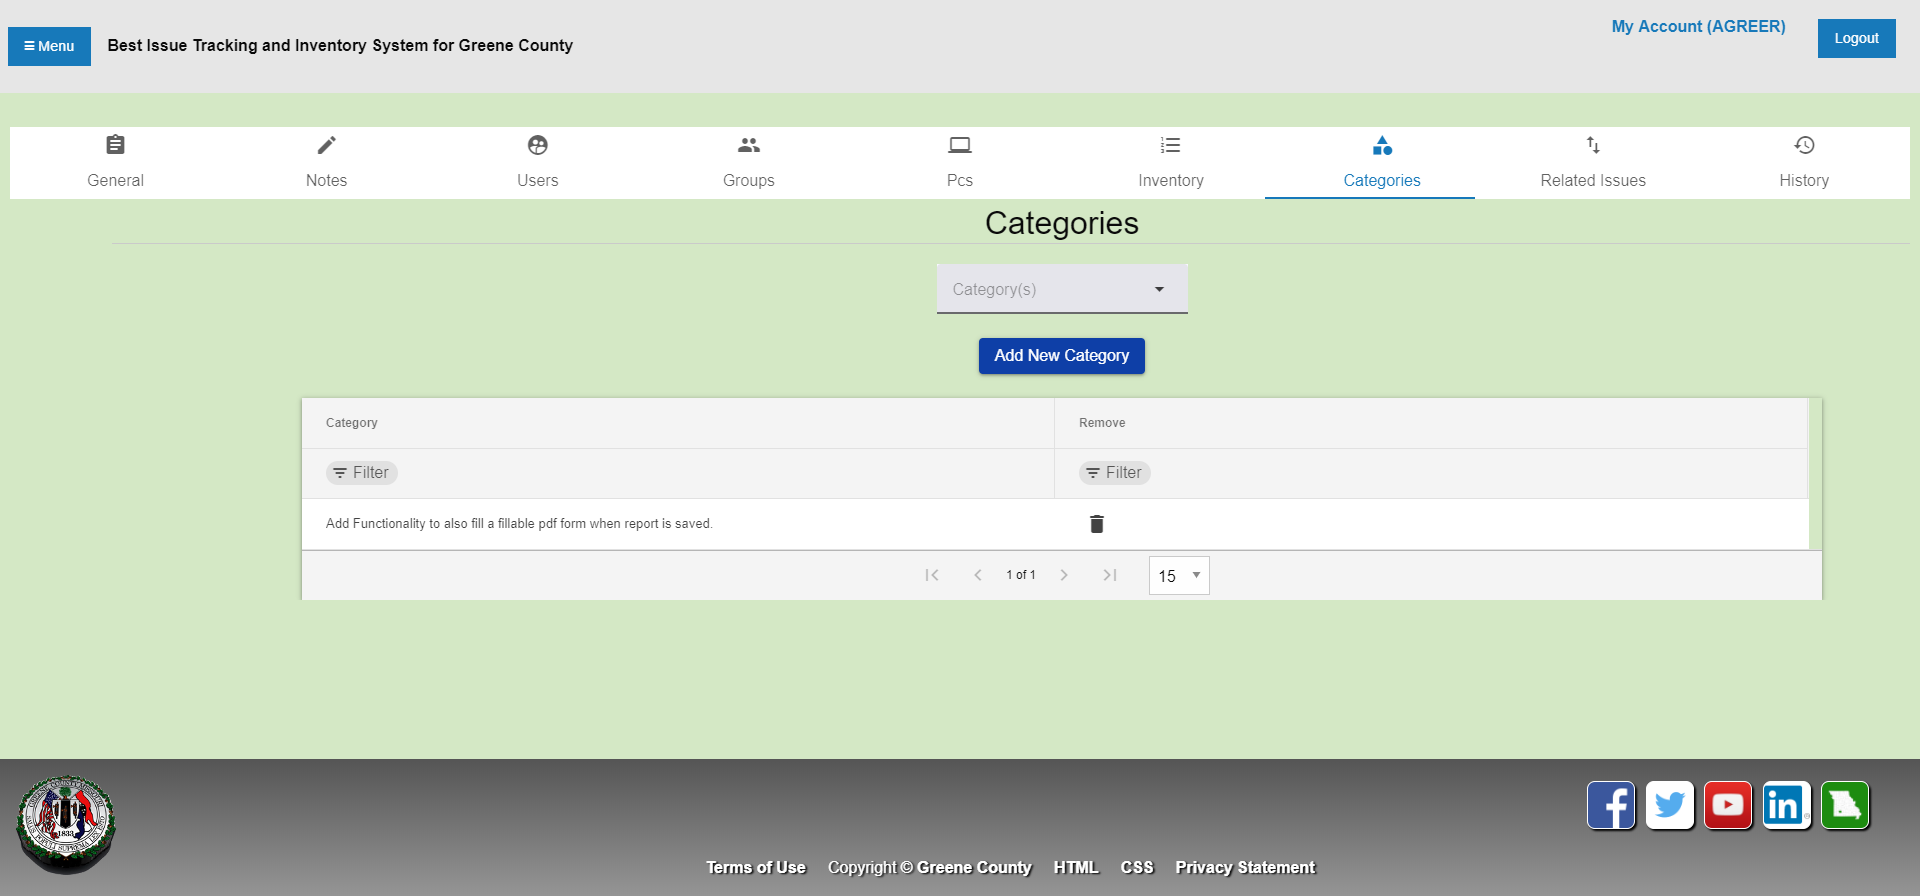 Menu
Best Issue Tracking and Inventory System for Greene County
My Account (AGREER)
Logout
General
Notes
Users
Groups
Pcs
Inventory
Categories
Related Issues
History
Categories
Category(s)
Add New Category
Category
Remove
Filter
Filter
Add Functionality to also fill a fillable pdf form when report is saved.
1 of 1
15
1833
Terms of Use
Copyright © Greene County
HTML
CSS
Privacy Statement